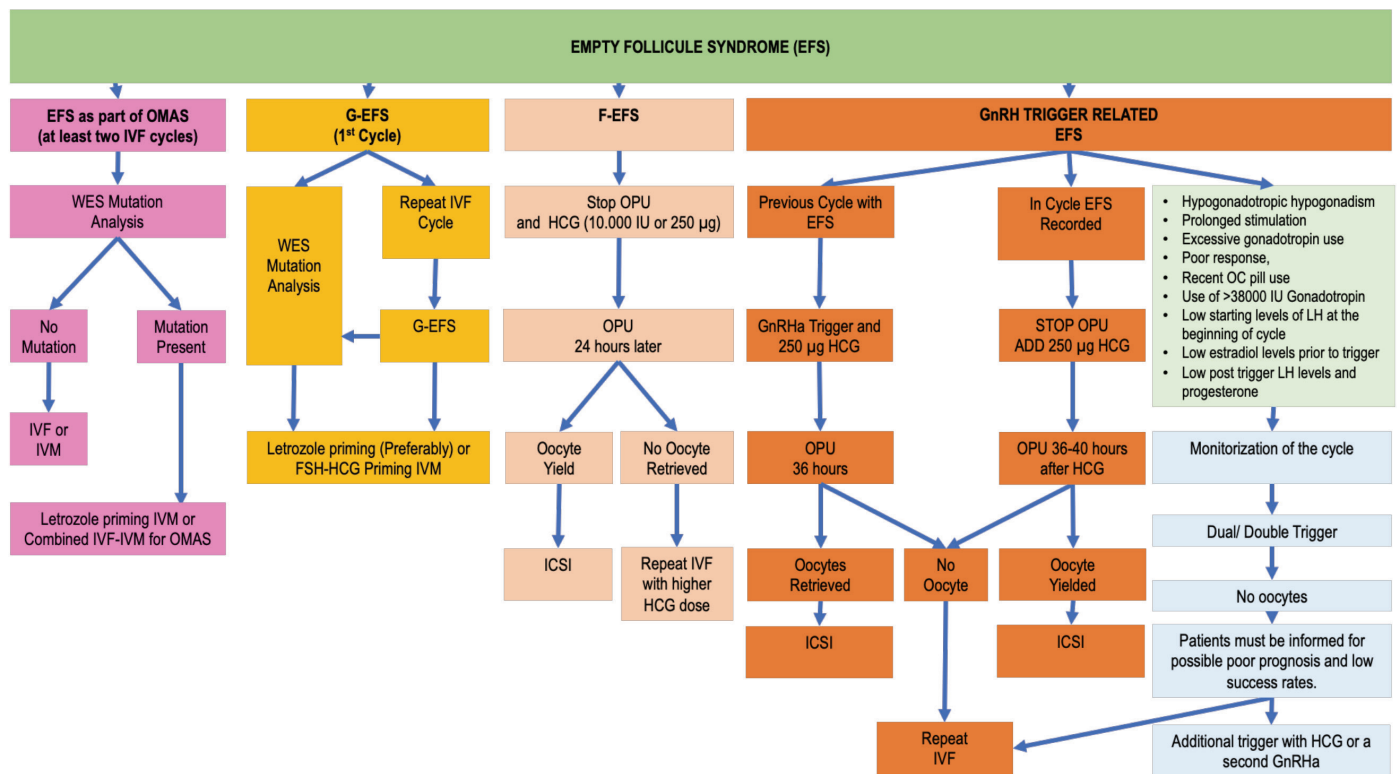 EMPTY FOLLICULE SYNDROME (EFS)
EFS as part of OMAS
(at least two IVF cycles)
WES Mutation
Analysis
No
Mutation
Mutation
Present
IVF or
IVM
Letrozole priming IVM or
Combined IVF-IVM for OMAS
G-EFS
(1st Cycle)
WES
Mutation
Analysis
Repeat IVF
Cycle
G-EFS
Letrozole priming (Preferably) or
FSH-HCG Priming IVM
F-EFS
Stop OPU
and HCG (10.000 IU or 250 µg)
OPU
24 hours later
Oocyte
Yield
No Oocyte
Retrieved
ICSI
Repeat IVF
with higher
HCG dose
GnRH TRIGGER RELATED
EFS
Previous Cycle with
EFS
GnRHa Trigger and
250 µg HCG
OPU
36 hours
Oocytes
Retrieved
ICSI
No
Oocyte
In Cycle EFS
Recorded
STOP OPU
ADD 250 µg HCG
OPU 36-40 hours
after HCG
Oocyte
Yielded
ICSI
Repeat
IVF
• Hypogonadotropic hypogonadism
• Prolonged stimulation
• Excessive gonadotropin use
• Poor response,
• Recent OC pill use
• Use of >38000 IU Gonadotropin
• Low starting levels of LH at the
beginning of cycle
• Low estradiol levels prior to trigger
• Low post trigger LH levels and
progesterone
Monitorization of the cycle
Dual/ Double Trigger
No oocytes
Patients must be informed for
possible poor prognosis and low
success rates.
Additional trigger with HCG or a
second GnRHa